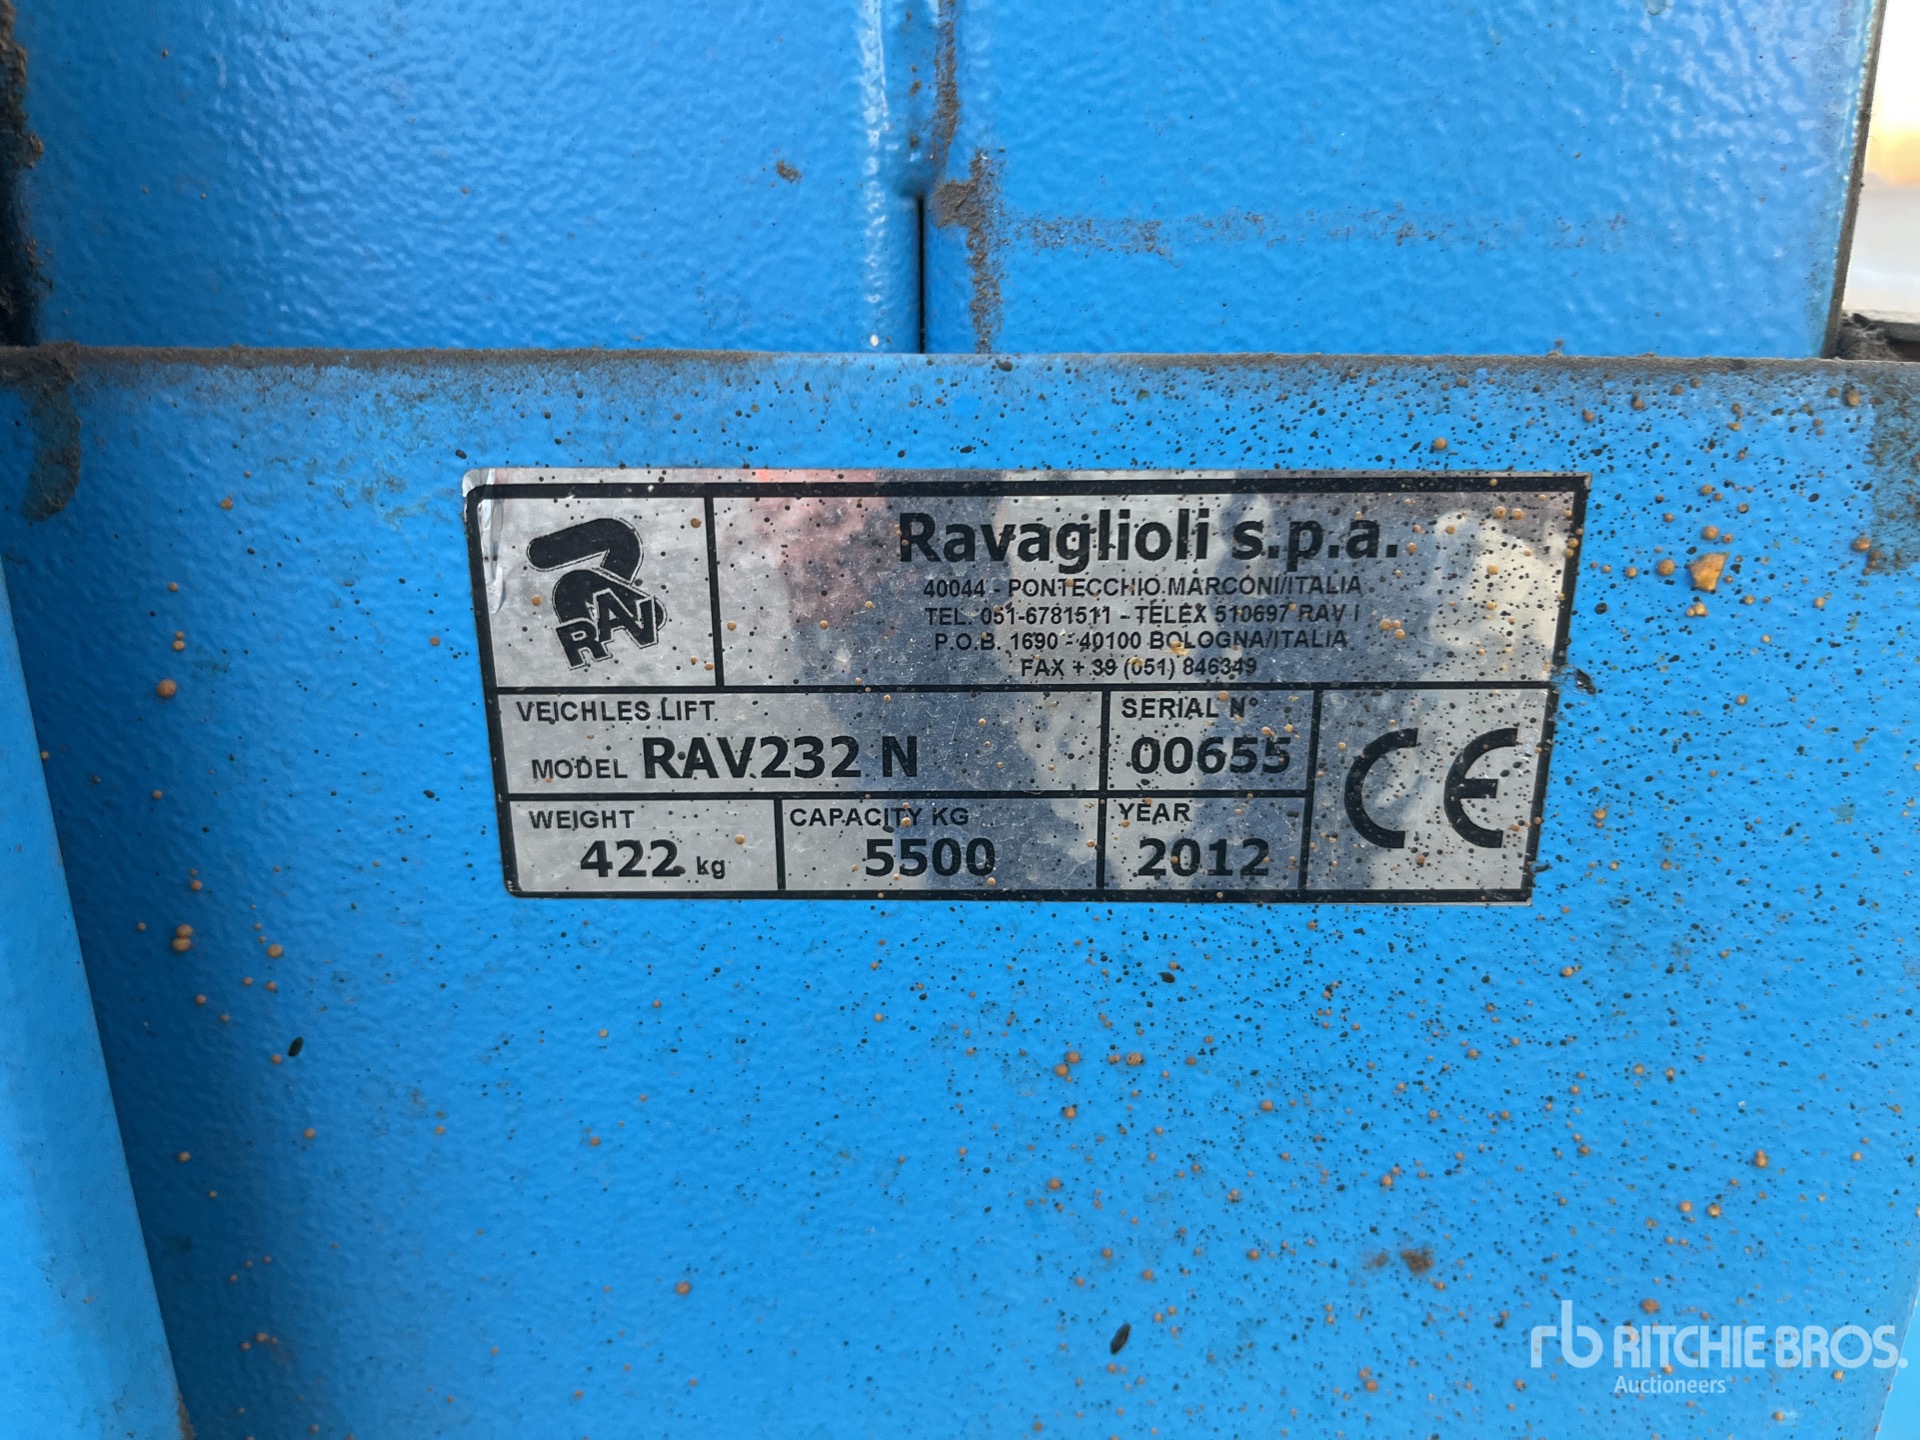 RAV
Ravaglioli s.p.a.
40044 - PONTECCHIO MARCONI/ITALIA
TEL. 051-6781511 - TELEX 510697 RAV I
P.O.B. 1690 - 40100 BOLOGNA/ITALIA
FAX + 39 (051) 846349
VEICHLES LIFT
MODEL RAV232 N
SERIAL N°
00655
WEIGHT
422 kg
CAPACITY KG
5500
YEAR
2012
CE
rb RITCHIE BROS.
Auctioneers